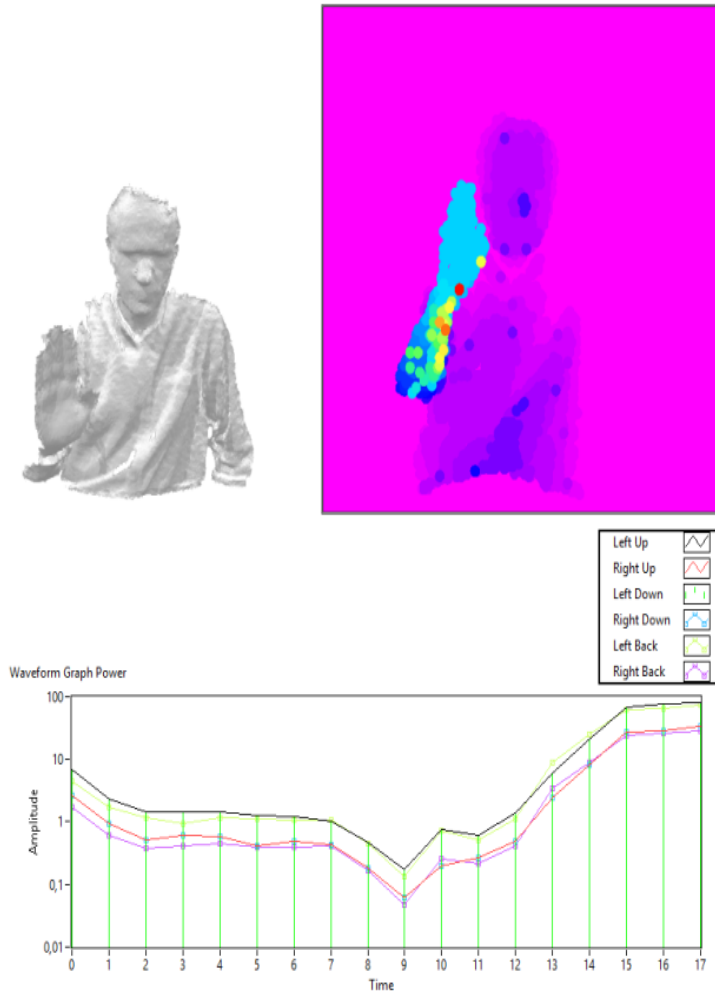 Left Up
Right Up
Left Down
Right Down
Left Back
Right Back
Waveform Graph Power
100
10
1
0,1
0,01
Amplitude
0 1 2 3 4 5 6 7 8 9 10 11 12 13 14 15 16 17
Time